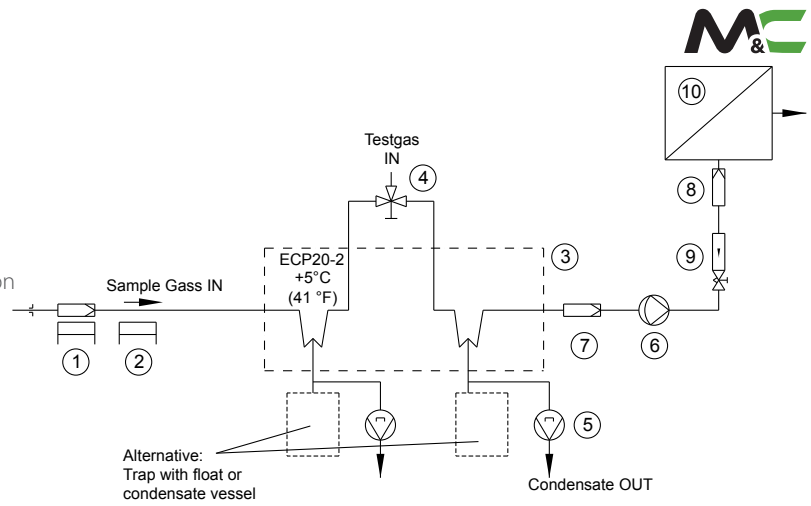 M&C
10
Testgas
IN
4
8
ECP20-2
+5°C
(41 °F)
3
9
on
Sample Gass IN
1
2
7
6
5
Alternative:
Trap with float or
condensate vessel
Condensate OUT